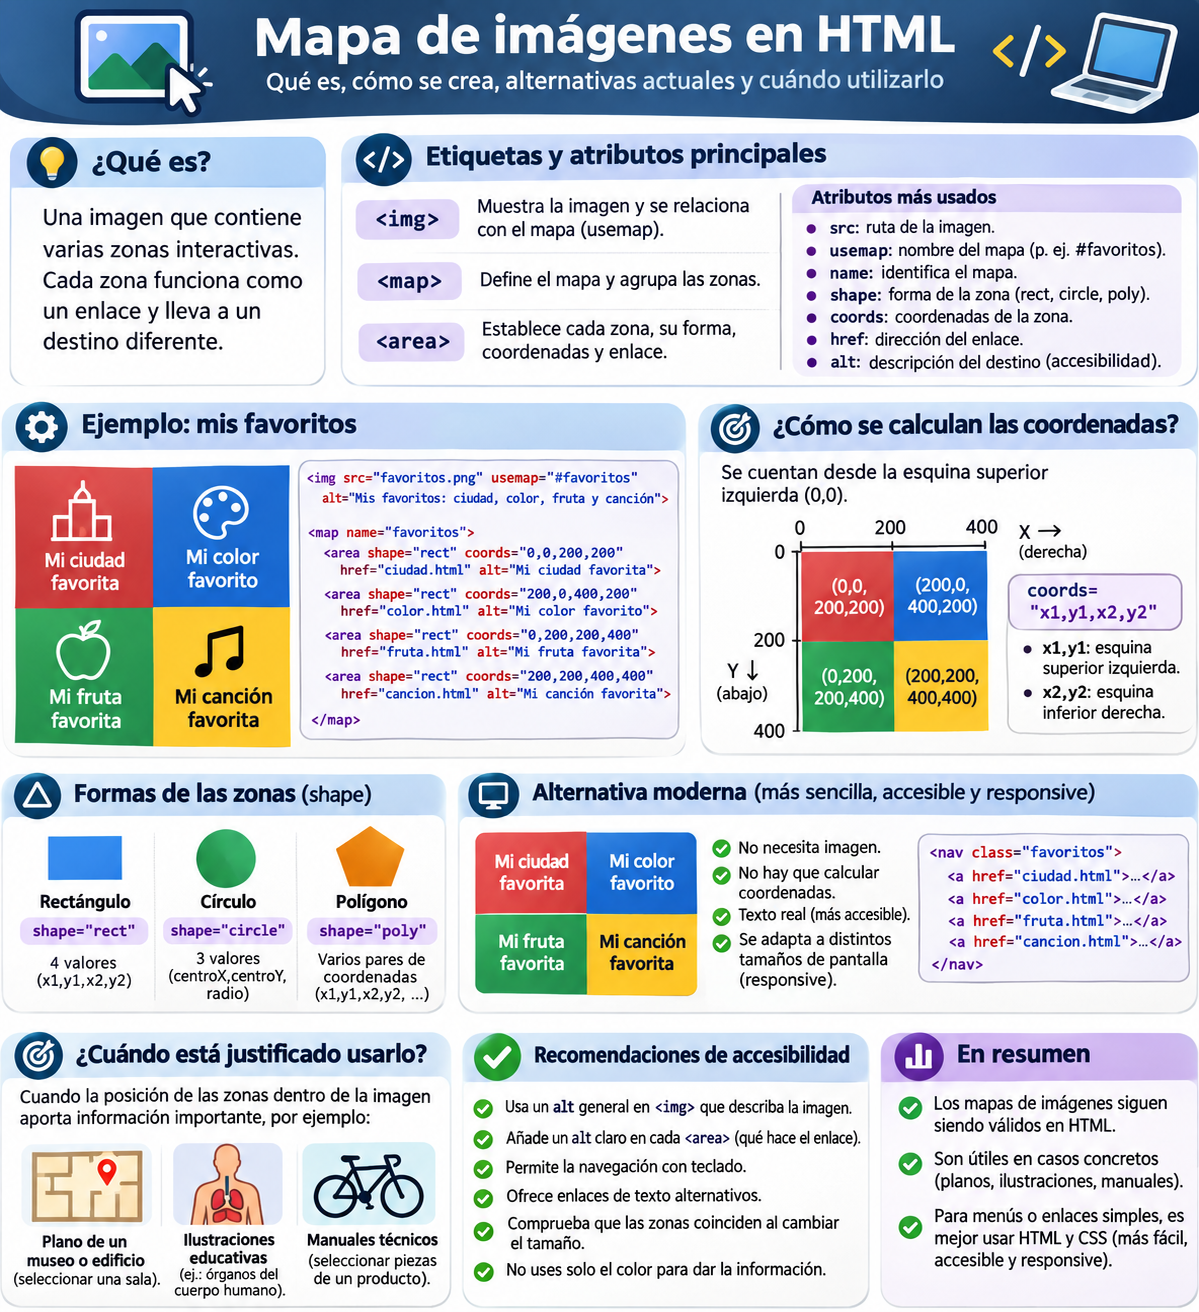 Mapa de imágenes en HTML
Qué es, cómo se crea, alternativas actuales y cuándo utilizarlo
</>
¿Qué es?
Una imagen que contiene
varias zonas interactivas.
Cada zona funciona como
un enlace y lleva a un
destino diferente.
</>
Etiquetas y atributos principales
<img>
Muestra la imagen y se relaciona
con el mapa (usemap).
<map>
Define el mapa y agrupa las zonas.
<area>
Establece cada zona, su forma,
coordenadas y enlace.
Atributos más usados
• src: ruta de la imagen.
• usemap: nombre del mapa (p. ej. #favoritos).
• name: identifica el mapa.
• shape: forma de la zona (rect, circle, poly).
• coords: coordenadas de la zona.
• href: dirección del enlace.
• alt: descripción del destino (accesibilidad).
Ejemplo: mis favoritos
Mi ciudad
favorita
Mi color
favorito
Mi fruta
favorita
Mi canción
favorita
<img src="favoritos.png" usemap="#favoritos"
alt="Mis favoritos: ciudad, color, fruta y canción">
<map name="favoritos">
<area shape="rect" coords="0,0,200,200"
href="ciudad.html" alt="Mi ciudad favorita">
<area shape="rect" coords="200,0,400,200"
href="color.html" alt="Mi color favorito">
<area shape="rect" coords="0,200,200,400"
href="fruta.html" alt="Mi fruta favorita">
<area shape="rect" coords="200,200,400,400"
href="cancion.html" alt="Mi canción favorita">
</map>
¿Cómo se calculan las coordenadas?
Se cuentan desde la esquina superior
izquierda (0,0).
0 200 400
X →
(derecha)
0
200
400
Y ↓
(abajo)
(0,0,
200,200)
(200,0,
400,200)
(0,200,
200,400)
(200,200,
400,400)
coords=
"x1,y1,x2,y2"
• x1,y1: esquina
superior izquierda.
• x2,y2: esquina
inferior derecha.
Formas de las zonas (shape)
Rectángulo
shape="rect"
4 valores
(x1,y1,x2,y2)
Círculo
shape="circle"
3 valores
(centroX,centroY,
radio)
Polígono
shape="poly"
Varios pares de
coordenadas
(x1,y1,x2,y2, ...)
Alternativa moderna (más sencilla, accesible y responsive)
Mi ciudad
favorita
Mi color
favorito
Mi fruta
favorita
Mi canción
favorita
No necesita imagen.
No hay que calcular
coordenadas.
Texto real (más accesible).
Se adapta a distintos
tamaños de pantalla
(responsive).
<nav class="favoritos">
<a href="ciudad.html">…</a>
<a href="color.html">…</a>
<a href="fruta.html">…</a>
<a href="cancion.html">…</a>
</nav>
¿Cuándo está justificado usarlo?
Cuando la posición de las zonas dentro de la imagen
aporta información importante, por ejemplo:
Plano de un
museo o edificio
(seleccionar una sala).
Ilustraciones
educativas
(ej.: órganos del
cuerpo humano).
Manuales técnicos
(seleccionar piezas
de un producto).
Recomendaciones de accesibilidad
Usa un alt general en <img> que describa la imagen.
Añade un alt claro en cada <area> (qué hace el enlace).
Permite la navegación con teclado.
Ofrece enlaces de texto alternativos.
Comprueba que las zonas coinciden al cambiar
el tamaño.
No uses solo el color para dar la información.
En resumen
Los mapas de imágenes siguen
siendo válidos en HTML.
Son útiles en casos concretos
(planos, ilustraciones, manuales).
Para menús o enlaces simples, es
mejor usar HTML y CSS (más fácil,
accesible y responsive).